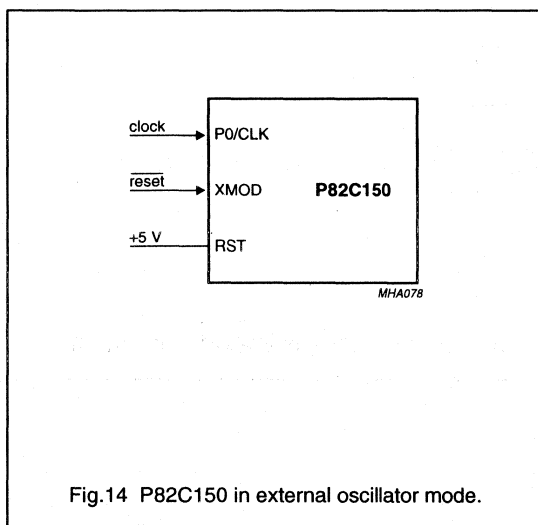 clock P0/CLK
reset XMOD P82C150
+5 V RST
MHA078
Fig.14 P82C150 in external oscillator mode.